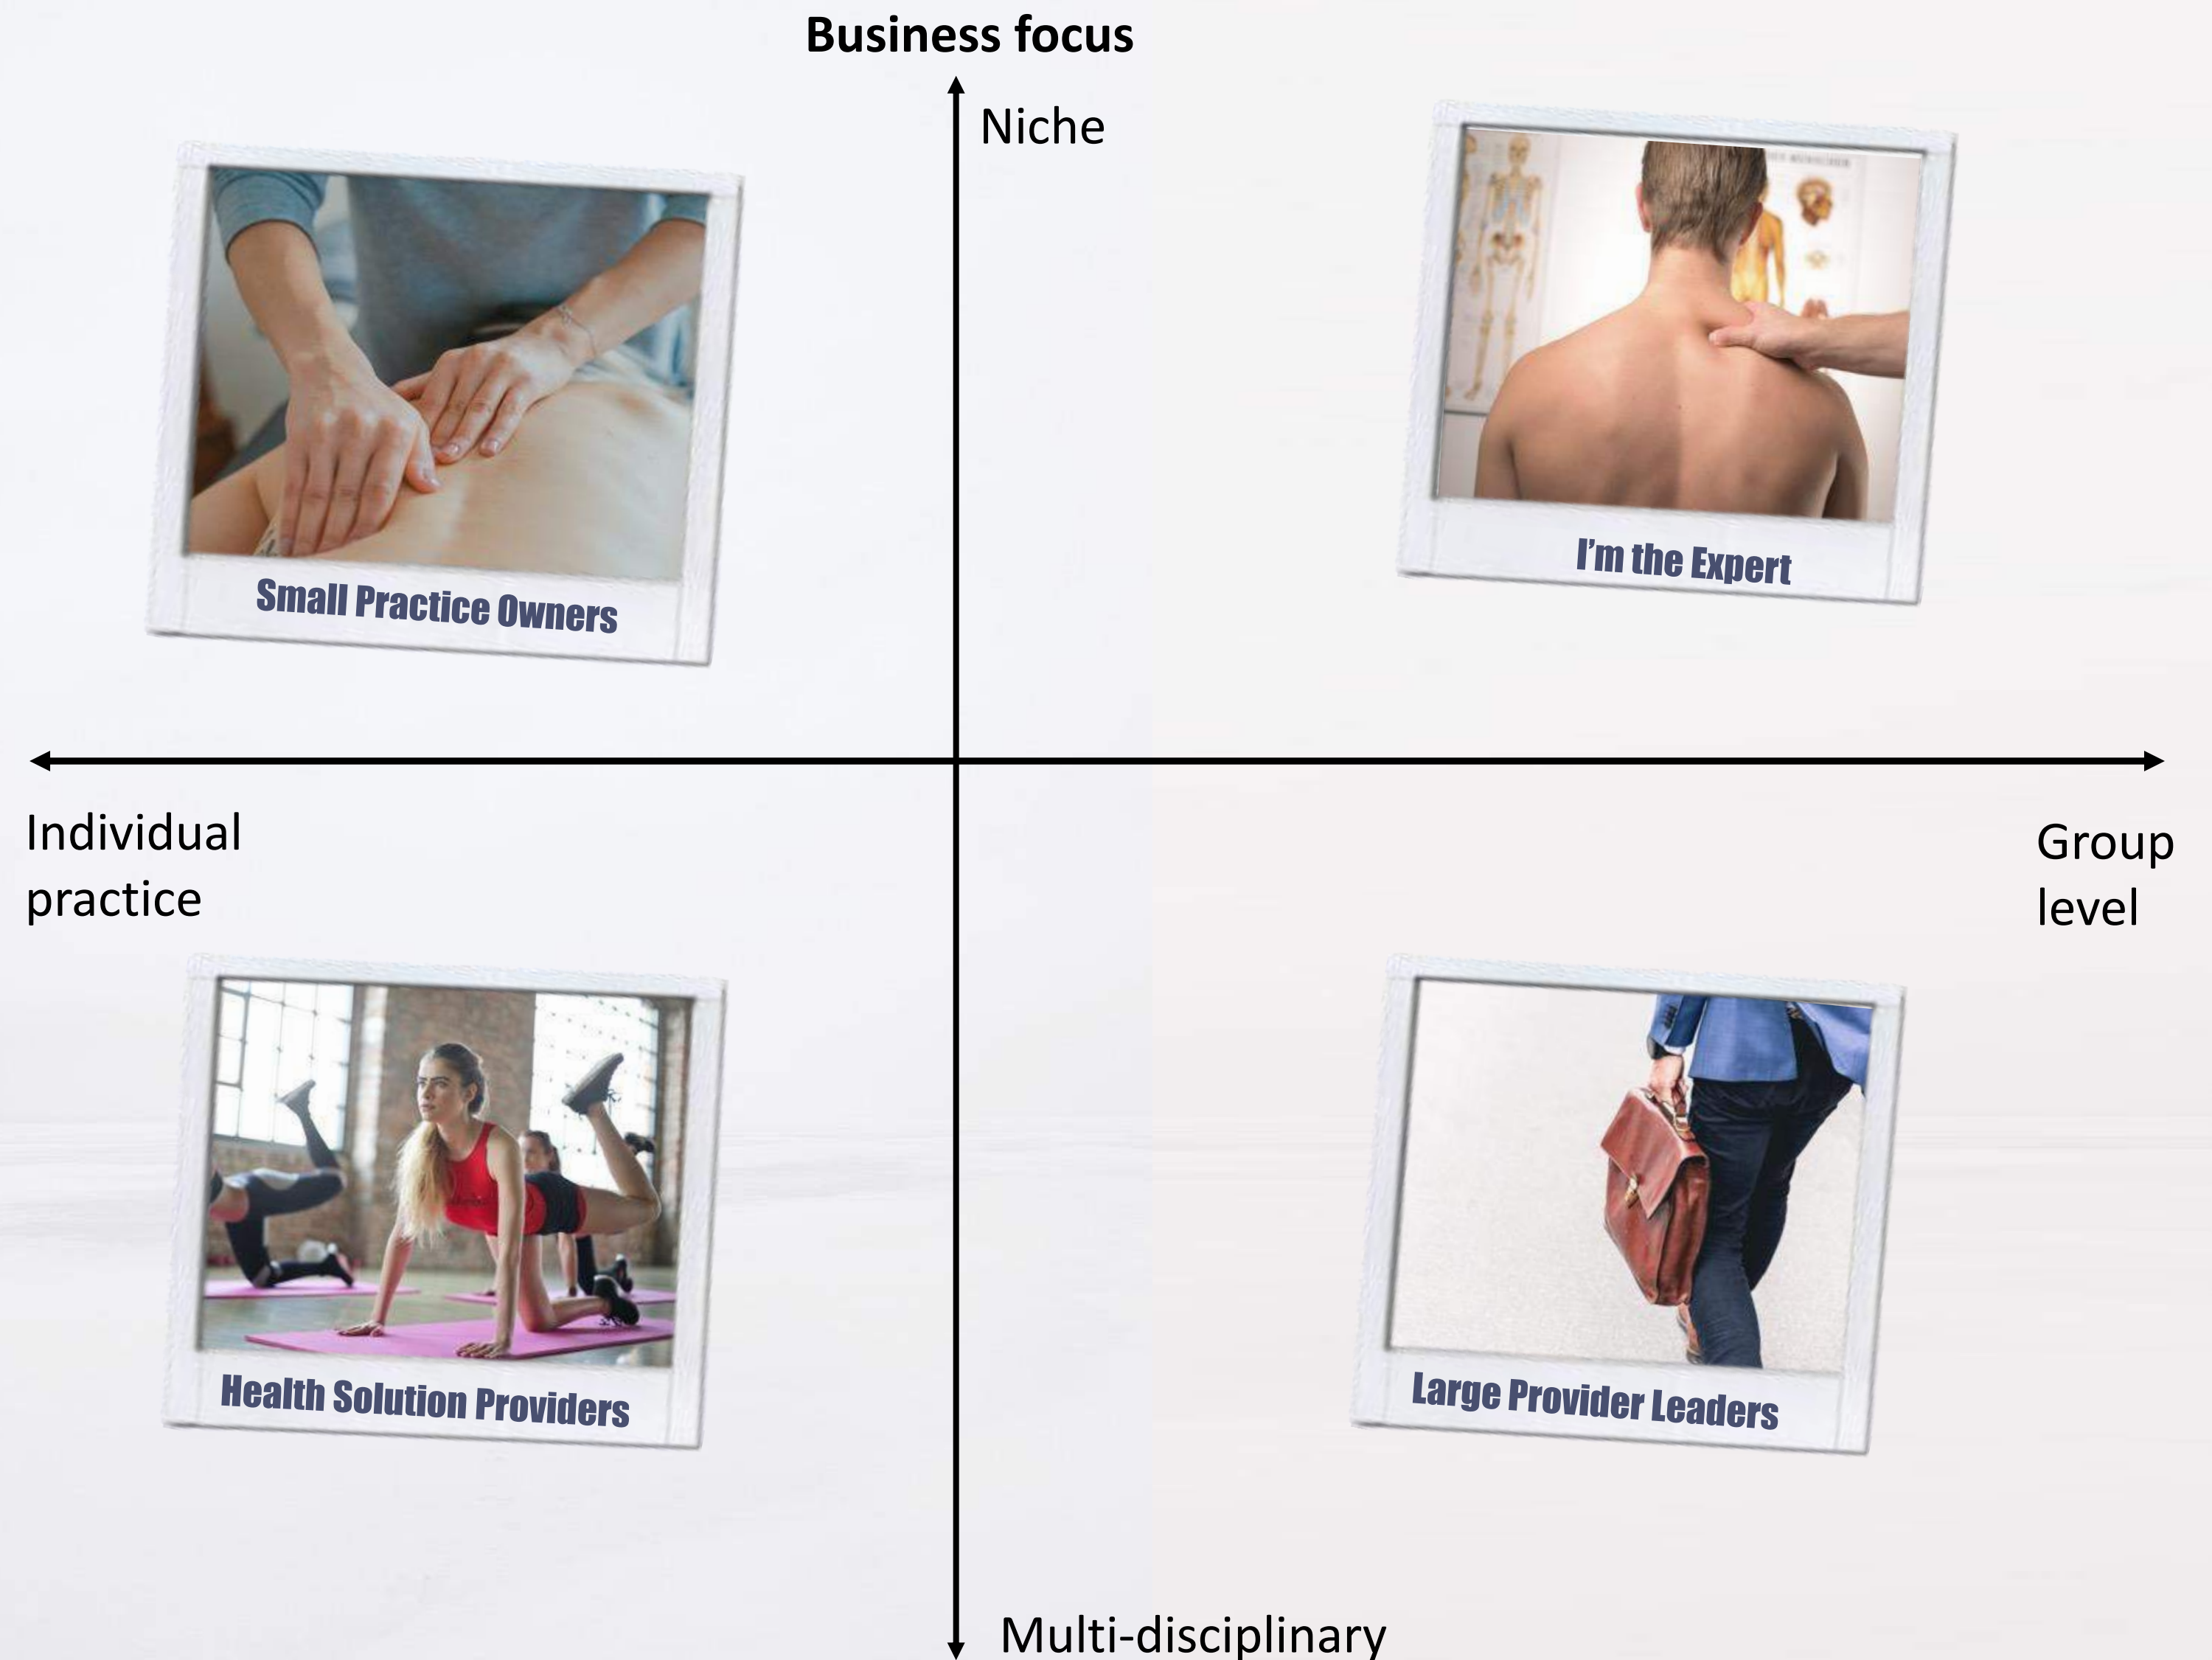 Business focus
Niche
Small Practice Owners
I'm the Expert
Individual
practice
Group
level
Health Solution Providers
Large Provider Leaders
Multi-disciplinary